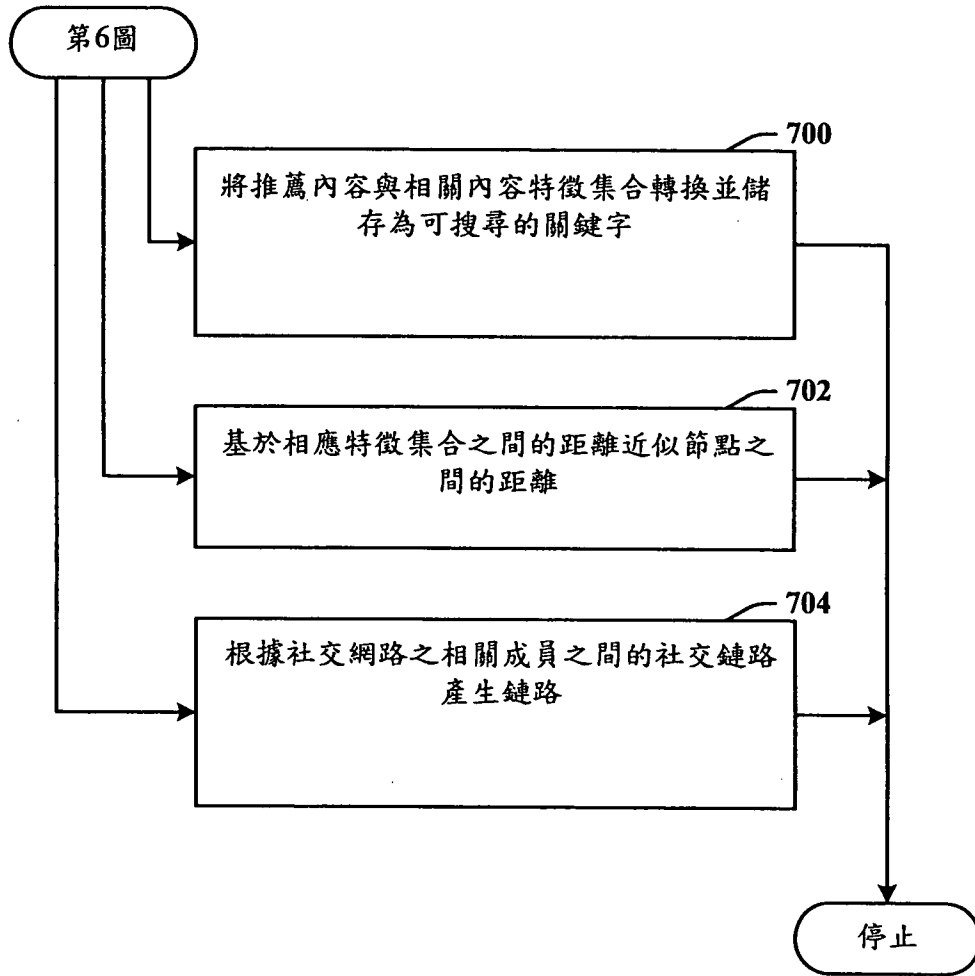 第6圖
700
將推薦內容與相關內容特徵集合轉換並儲
存為可搜尋的關鍵字
702
基於相應特徵集合之間的距離近似節點之
間的距離
704
根據社交網路之相關成員之間的社交鏈路
產生鏈路
停止